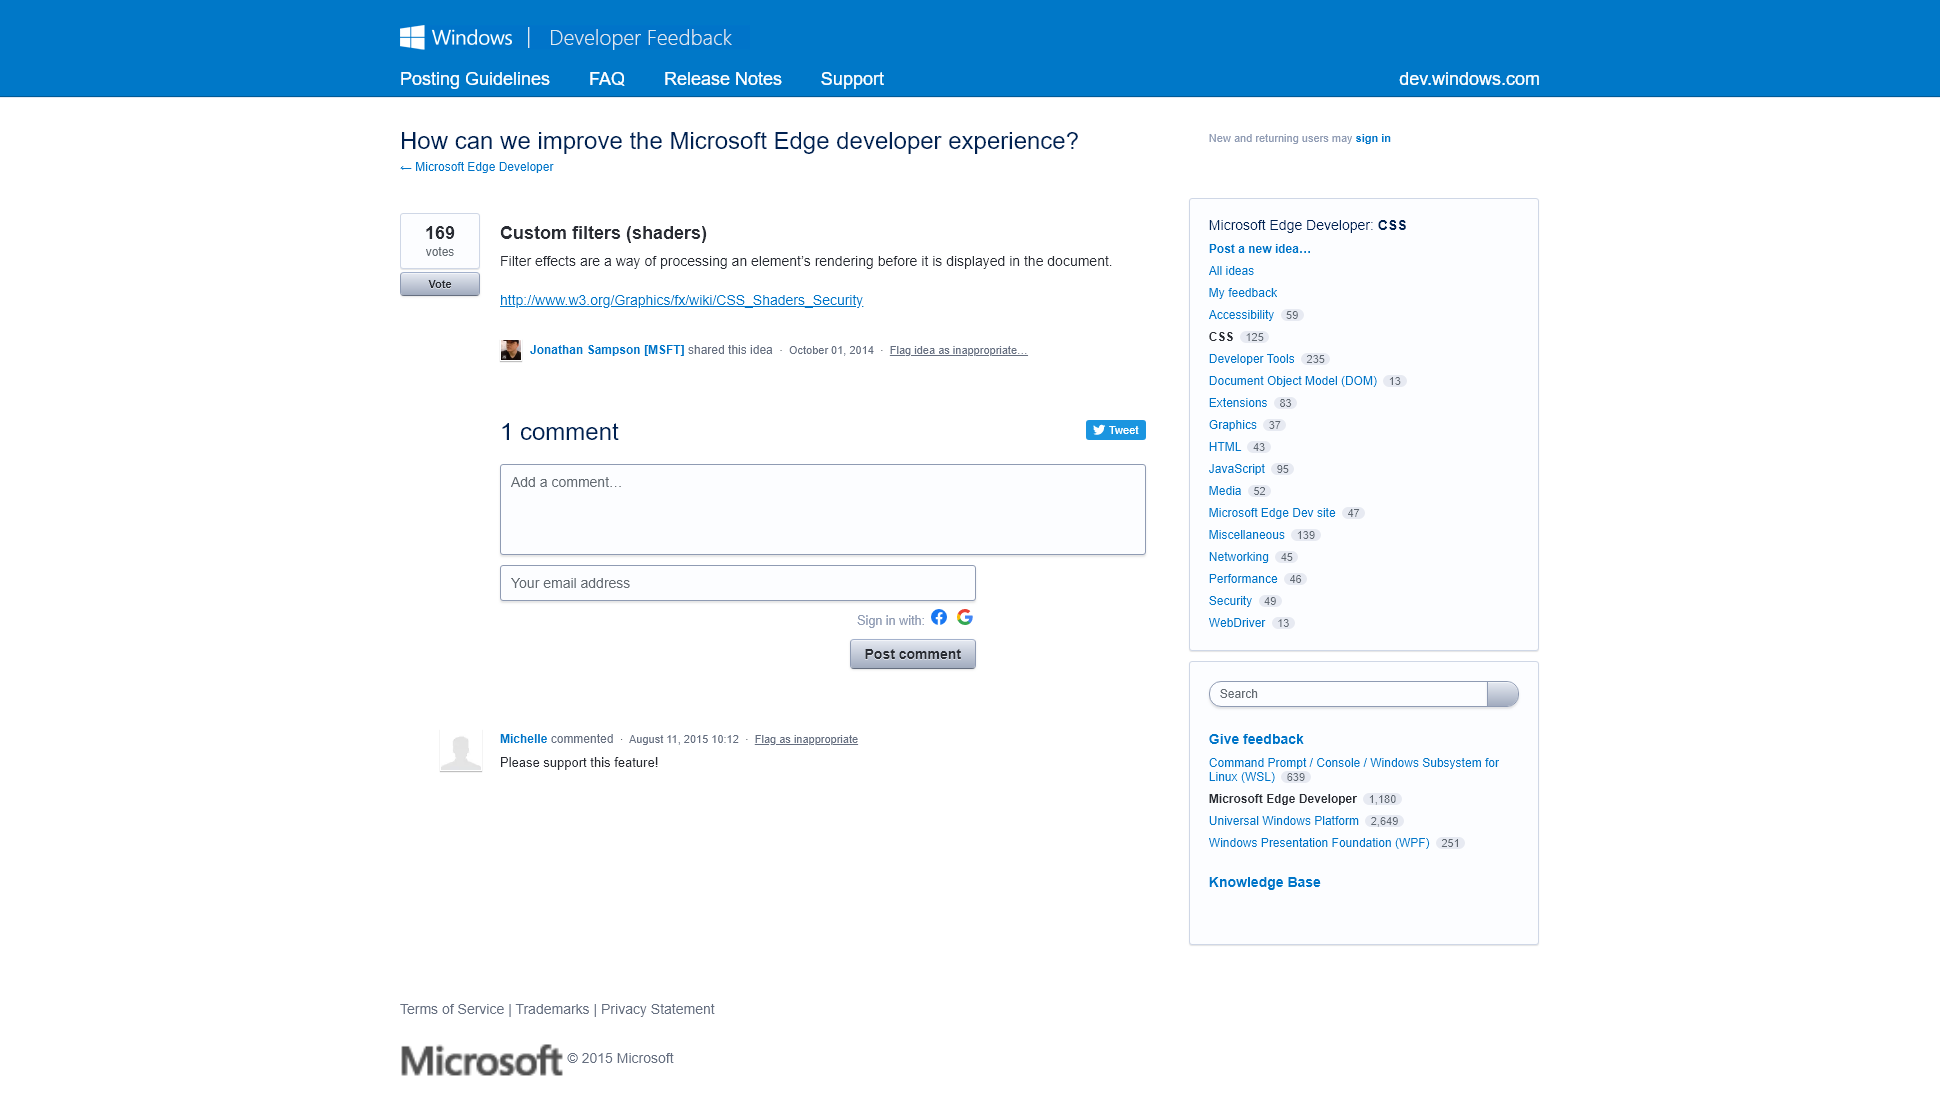 Windows | Developer Feedback
Posting Guidelines FAQ Release Notes Support dev.windows.com
How can we improve the Microsoft Edge developer experience?
← Microsoft Edge Developer
New and returning users may sign in
169
votes
Vote
Custom filters (shaders)
Filter effects are a way of processing an element’s rendering before it is displayed in the document.
http://www.w3.org/Graphics/fx/wiki/CSS_Shaders_Security
Jonathan Sampson [MSFT] shared this idea · October 01, 2014 · Flag idea as inappropriate…
1 comment
Tweet
Add a comment…
Your email address
Sign in with:
Post comment
Michelle commented · August 11, 2015 10:12 · Flag as inappropriate
Please support this feature!
Microsoft Edge Developer: CSS
Post a new idea…
All ideas
My feedback
Accessibility 59
CSS 125
Developer Tools 235
Document Object Model (DOM) 13
Extensions 83
Graphics 37
HTML 43
JavaScript 95
Media 52
Microsoft Edge Dev site 47
Miscellaneous 139
Networking 45
Performance 46
Security 49
WebDriver 13
Search
Give feedback
Command Prompt / Console / Windows Subsystem for
Linux (WSL) 639
Microsoft Edge Developer 1,180
Universal Windows Platform 2,649
Windows Presentation Foundation (WPF) 251
Knowledge Base
Terms of Service | Trademarks | Privacy Statement
Microsoft © 2015 Microsoft